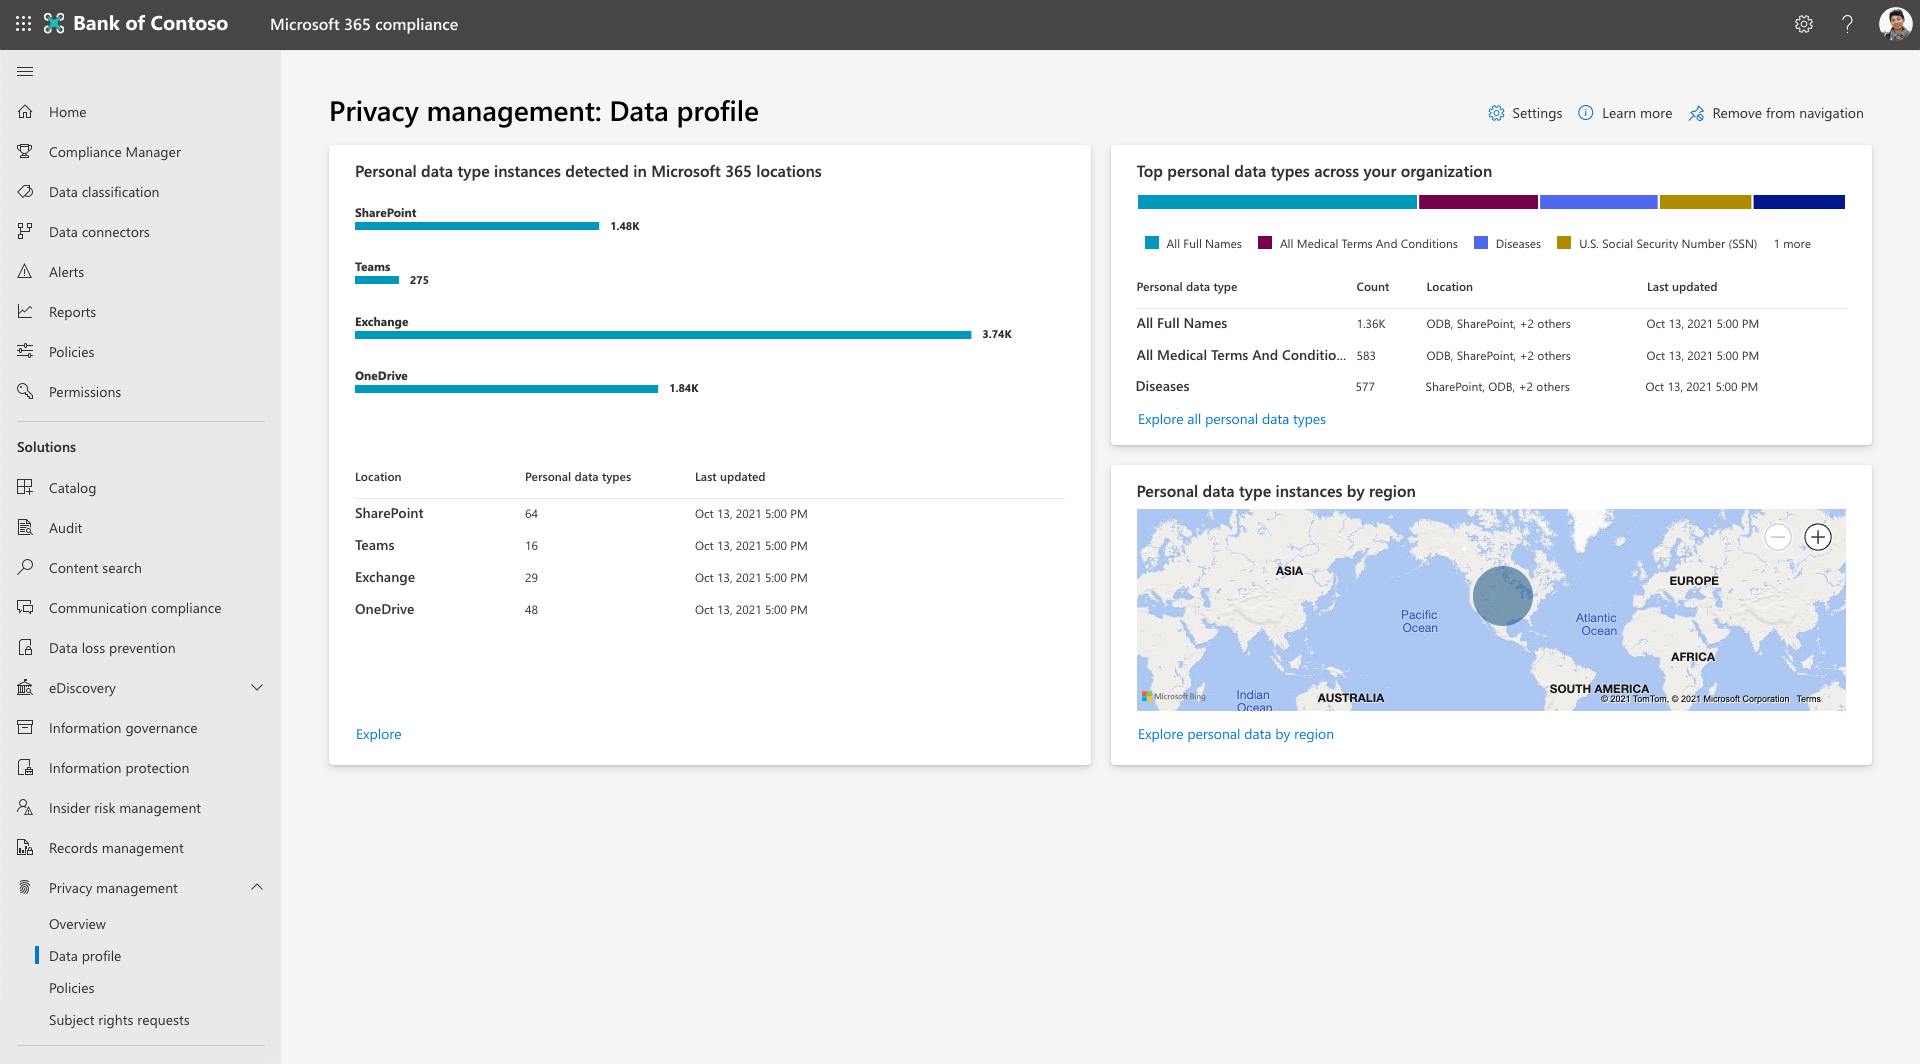 Bank of Contoso
Microsoft 365 compliance
Home
Compliance Manager
Data classification
Data connectors
Alerts
Reports
Policies
Permissions
Solutions
Catalog
Audit
Content search
Communication compliance
Data loss prevention
eDiscovery
Information governance
Information protection
Insider risk management
Records management
Privacy management
Overview
Data profile
Policies
Subject rights requests
Privacy management: Data profile
Settings
Learn more
Remove from navigation
Personal data type instances detected in Microsoft 365 locations
SharePoint
1.48K
Teams
275
Exchange
3.74K
OneDrive
1.84K
Location Personal data types Last updated
SharePoint 64 Oct 13, 2021 5:00 PM
Teams 16 Oct 13, 2021 5:00 PM
Exchange 29 Oct 13, 2021 5:00 PM
OneDrive 48 Oct 13, 2021 5:00 PM
Explore
Top personal data types across your organization
All Full Names All Medical Terms And Conditions Diseases U.S. Social Security Number (SSN) 1 more
Personal data type Count Location Last updated
All Full Names 1.36K ODB, SharePoint, +2 others Oct 13, 2021 5:00 PM
All Medical Terms And Conditio... 583 ODB, SharePoint, +2 others Oct 13, 2021 5:00 PM
Diseases 577 SharePoint, ODB, +2 others Oct 13, 2021 5:00 PM
Explore all personal data types
Personal data type instances by region
ASIA
EUROPE
Pacific
Ocean
Atlantic
Ocean
AFRICA
SOUTH AMERICA
Indian
Ocean
AUSTRALIA
Microsoft Bing
© 2021 TomTom, © 2021 Microsoft Corporation Terms
Explore personal data by region